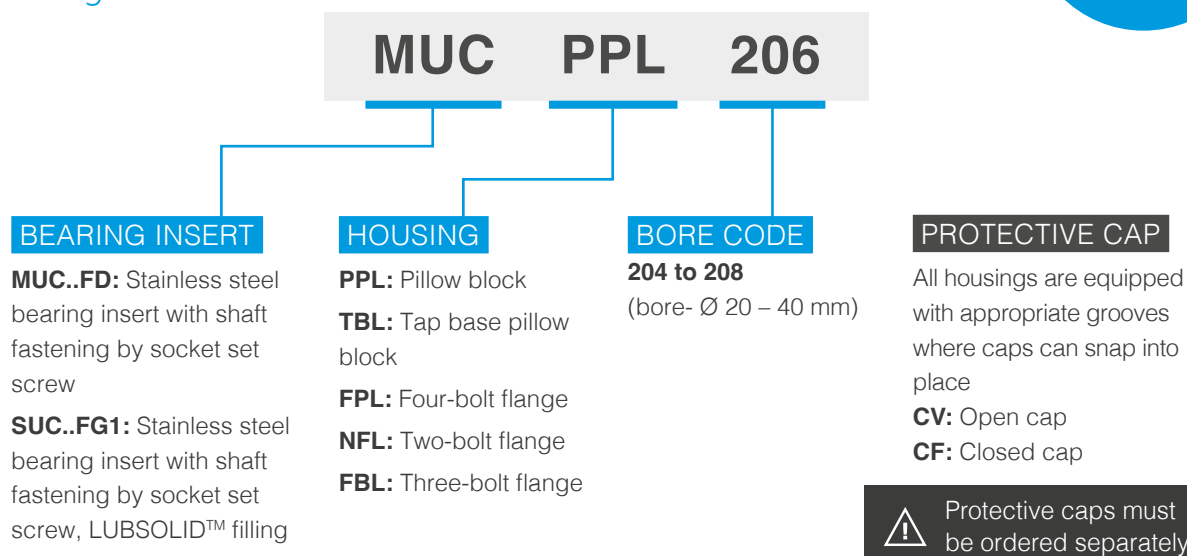 MUC PPL 206
BEARING INSERT
MUC..FD: Stainless steel
bearing insert with shaft
fastening by socket set
screw
SUC..FG1: Stainless steel
bearing insert with shaft
fastening by socket set
screw, LUBSOLID™ filling
HOUSING
PPL: Pillow block
TBL: Tap base pillow
block
FPL: Four-bolt flange
NFL: Two-bolt flange
FBL: Three-bolt flange
BORE CODE
204 to 208
(bore- Ø 20 – 40 mm)
PROTECTIVE CAP
All housings are equipped
with appropriate grooves
where caps can snap into
place
CV: Open cap
CF: Closed cap
Protective caps must
be ordered separately